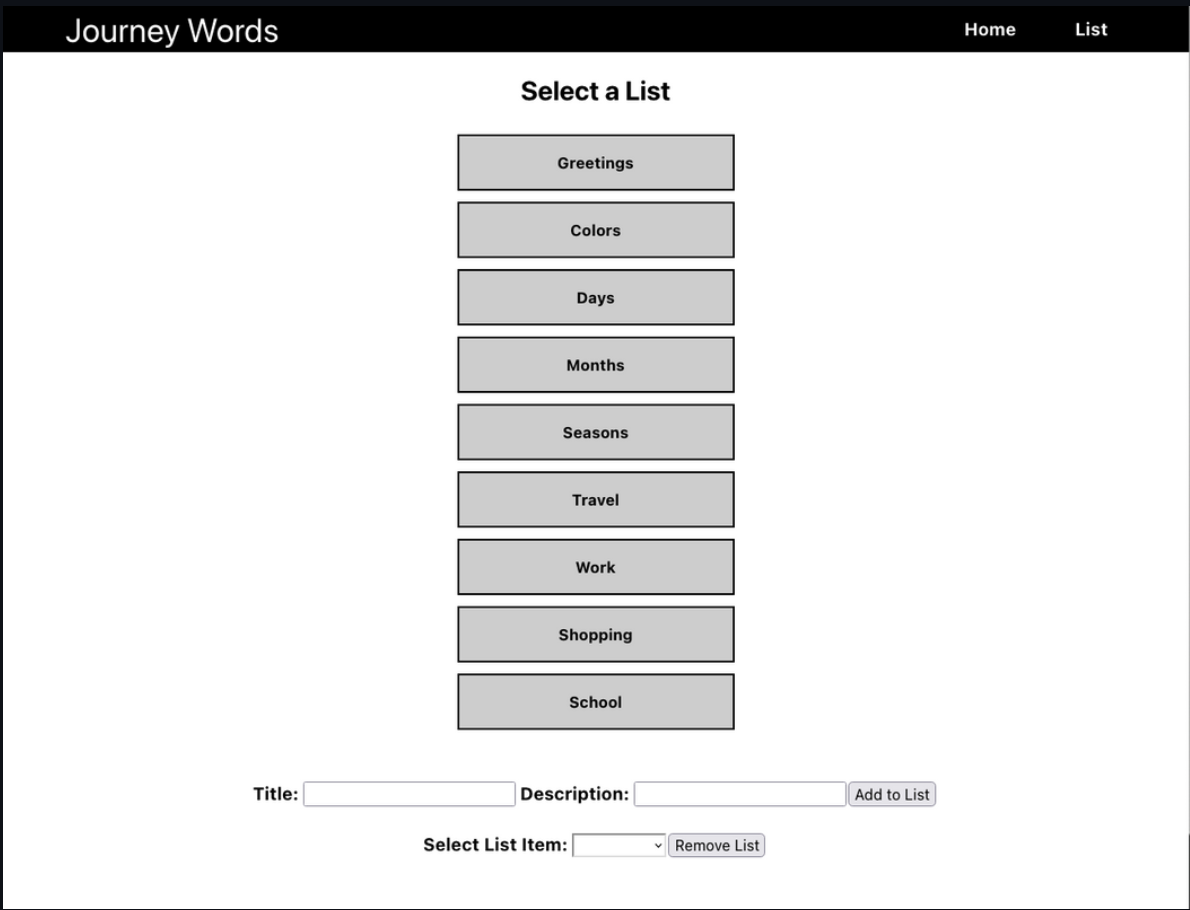 Journey Words Home List
Select a List
Greetings
Colors
Days
Months
Seasons
Travel
Work
Shopping
School
Title: Description: Add to List
Select List Item: Remove List